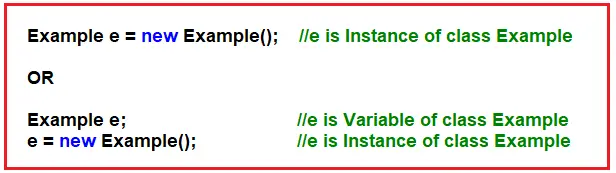 Example e = new Example();   //e is Instance of class Example
OR
Example e;   //e is Variable of class Example
e = new Example();   //e is Instance of class Example